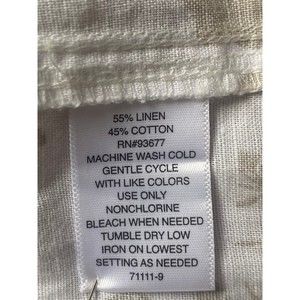 55% LINEN
45% COTTON
RN#93677
MACHINE WASH COLD
GENTLE CYCLE
WITH LIKE COLORS
USE ONLY
NONCHLORINE
BLEACH WHEN NEEDED
TUMBLE DRY LOW
IRON ON LOWEST
SETTING AS NEEDED
71111-9